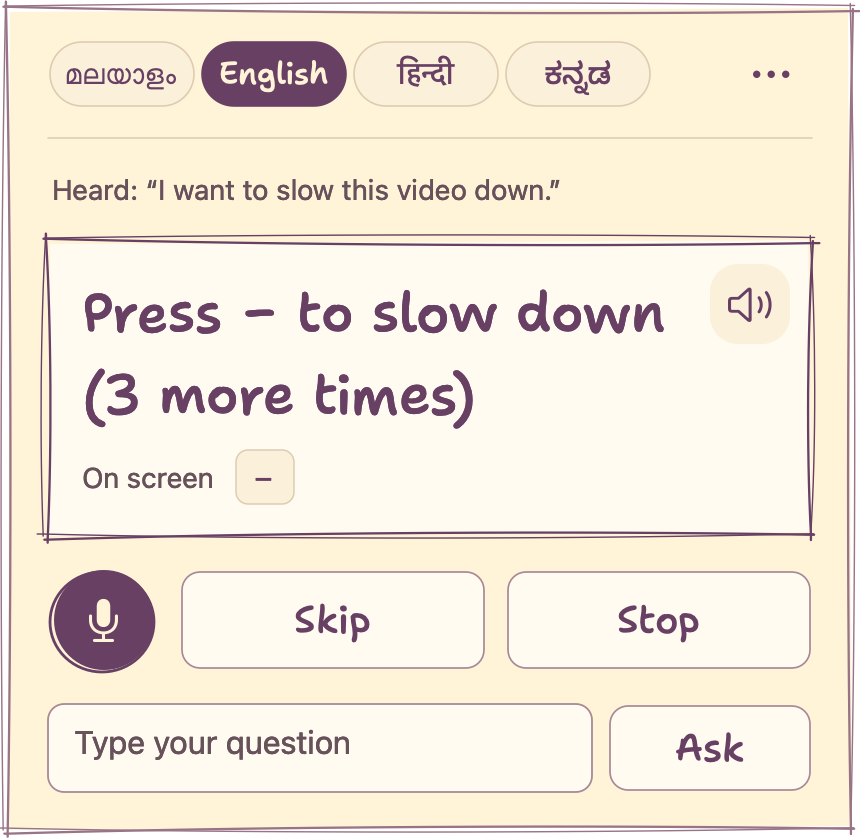 മലയാളം English हिन्दी ಕನ್ನಡ •••
Heard: “I want to slow this video down.”
Press – to slow down
(3 more times)
On screen –
Skip Stop
Type your question Ask